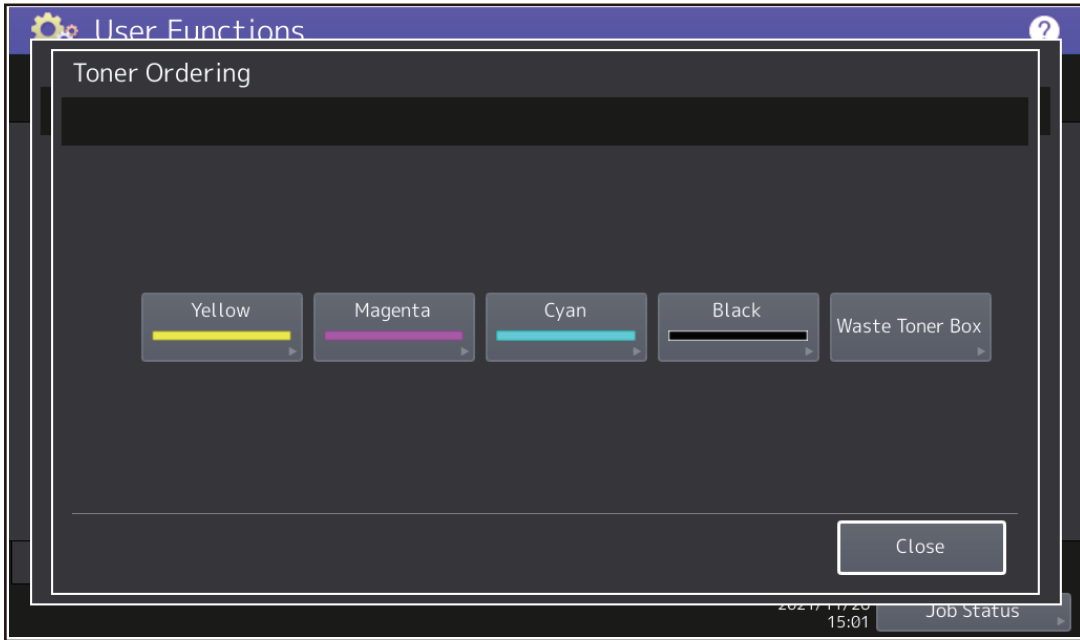 User Functions
?
Toner Ordering
Yellow
Magenta
Cyan
Black
Waste Toner Box
Close
15:01
Job Status